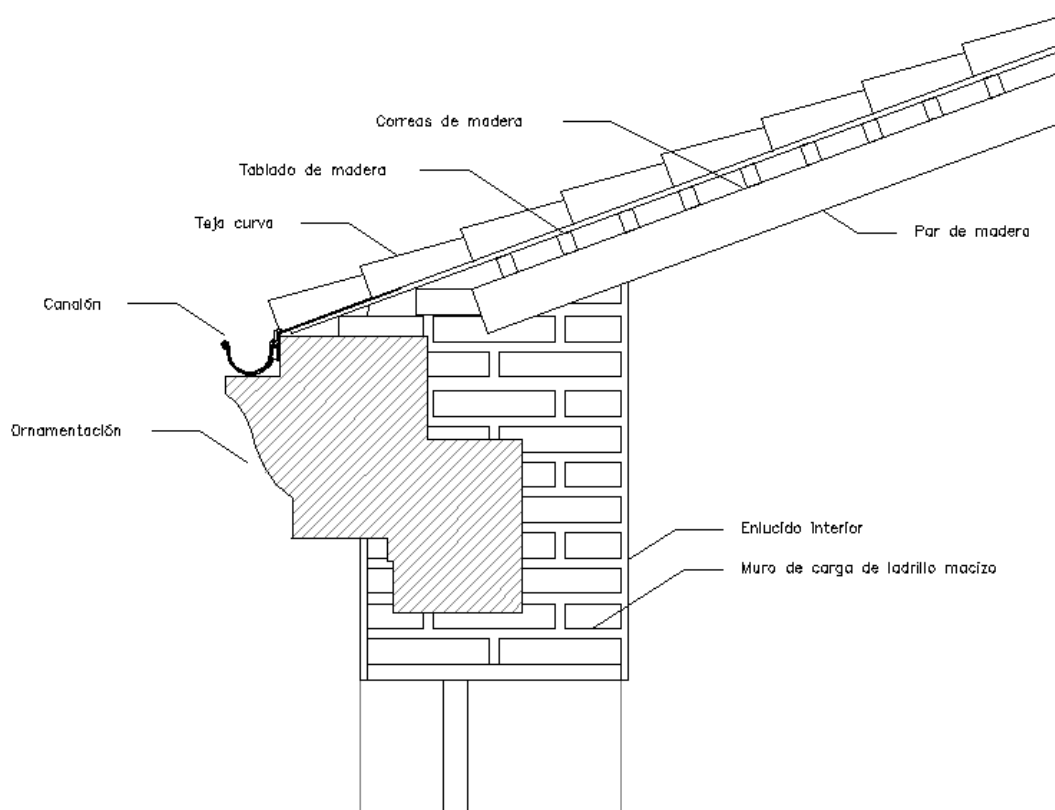 Correas de madera
Tablado de madera
Teja curva
Par de madera
Canalón
Ornamentación
Enlucido interior
Muro de carga de ladrillo macizo